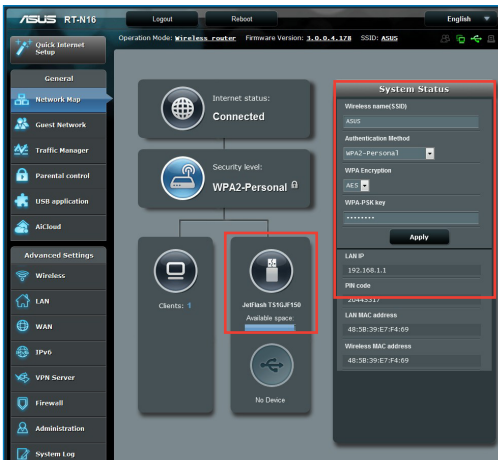 ASUS RT-N16
Logout
Reboot
English
Quick Internet
Setup
Operation Mode: Wireless router Firmware Version: 3.0.0.4.178 SSID: ASUS
General
Network Map
Guest Network
Traffic Manager
Parental control
USB application
AiCloud
Advanced Settings
Wireless
LAN
WAN
IPv6
VPN Server
Firewall
Administration
System Log
Internet status:
Connected
Security level:
WPA2-Personal
Clients: 1
JetFlash TS1GJF150
Available space:
No Device
System Status
Wireless name(SSID)
ASUS
Authentication Method
WPA2-Personal
WPA Encryption
AES
WPA-PSK key
••••••••
Apply
LAN IP
192.168.1.1
PIN code
20445317
LAN MAC address
48:5B:39:E7:F4:69
Wireless MAC address
48:5B:39:E7:F4:69